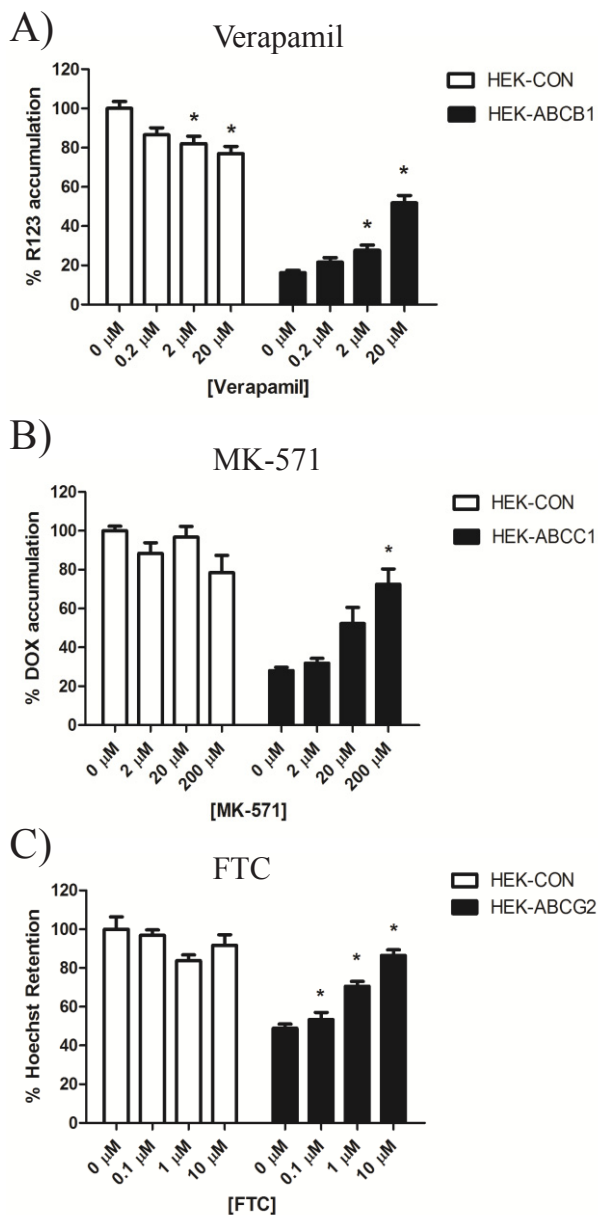 A)
Verapamil
120
100
80
60
40
20
0
% R123 accumulation
* *
* *
HEK-CON
HEK-ABCB1
0 µM 0.2 µM 2 µM 20 µM 0 µM 0.2 µM 2 µM 20 µM
[Verapamil]
B)
MK-571
120
100
80
60
40
20
0
% DOX accumulation
*
HEK-CON
HEK-ABCC1
0 µM 2 µM 20 µM 200 µM 0 µM 2 µM 20 µM 200 µM
[MK-571]
C)
FTC
120
100
80
60
40
20
0
% Hoechst Retention
* * *
HEK-CON
HEK-ABCG2
0 µM 0.1 µM 1 µM 10 µM 0 µM 0.1 µM 1 µM 10 µM
[FTC]